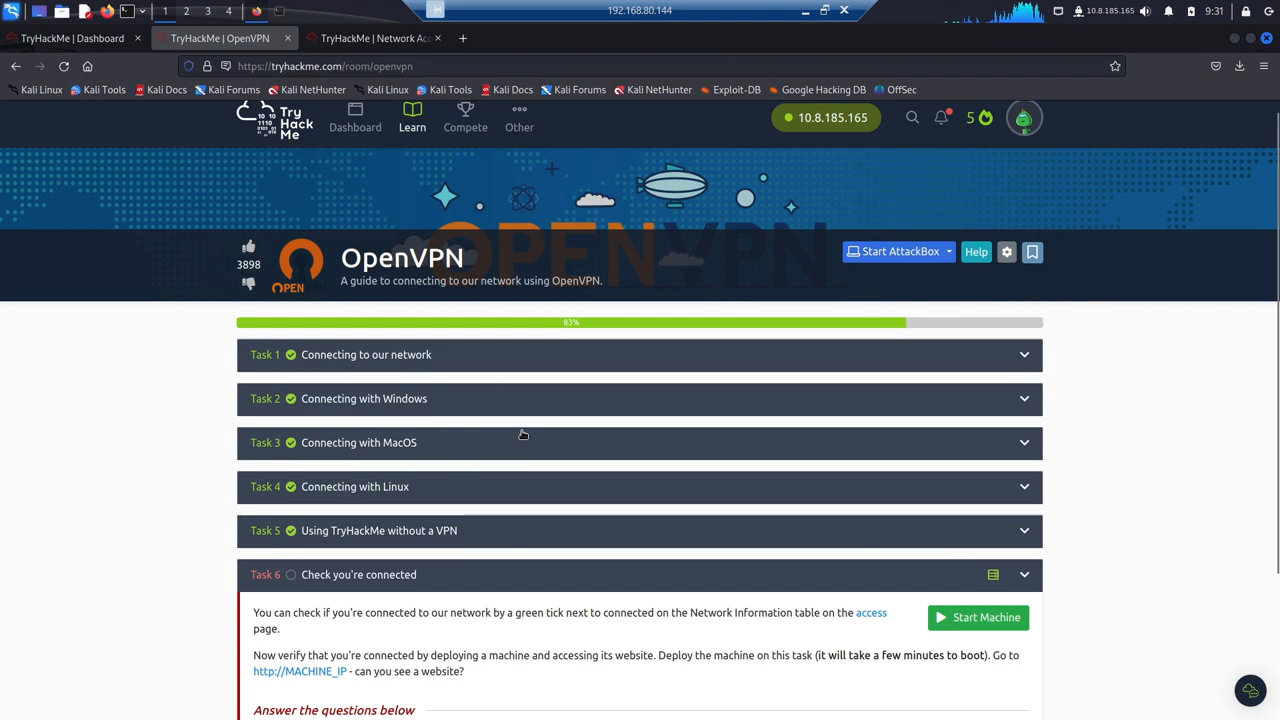 1 2 3 4 192.168.80.144 10.8.185.165 9:31
TryHackMe | Dashboard TryHackMe | OpenVPN TryHackMe | Network Acc
https://tryhackme.com/room/openvpn
Kali Linux Kali Tools Kali Docs Kali Forums Kali NetHunter Kali Linux Kali Tools Kali Docs Kali Forums Kali NetHunter Exploit-DB Google Hacking DB OffSec
Try
Hack
Me
Dashboard Learn Compete Other 10.8.185.165 5
OPENVPN
3898
OpenVPN
A guide to connecting to our network using OpenVPN.
Start AttackBox Help
83%
Task 1 Connecting to our network
Task 2 Connecting with Windows
Task 3 Connecting with MacOS
Task 4 Connecting with Linux
Task 5 Using TryHackMe without a VPN
Task 6 Check you're connected
You can check if you're connected to our network by a green tick next to connected on the Network Information table on the access
page.
Start Machine
Now verify that you're connected by deploying a machine and accessing its website. Deploy the machine on this task (it will take a few minutes to boot). Go to
http://MACHINE_IP - can you see a website?
Answer the questions below